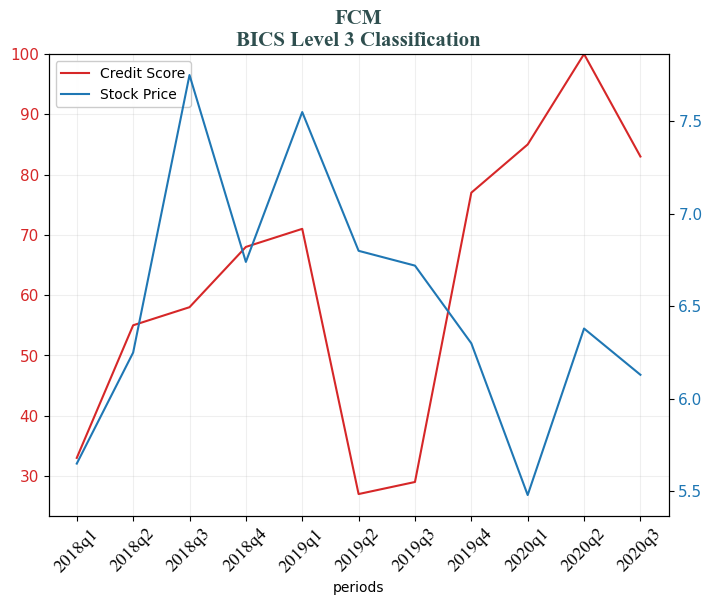 FCM
BICS Level 3 Classification
Credit Score
Stock Price
100
90
80
70
60
50
40
30
7.5
7.0
6.5
6.0
5.5
2018q1
2018q2
2018q3
2018q4
2019q1
2019q2
2019q3
2019q4
2020q1
2020q2
2020q3
periods